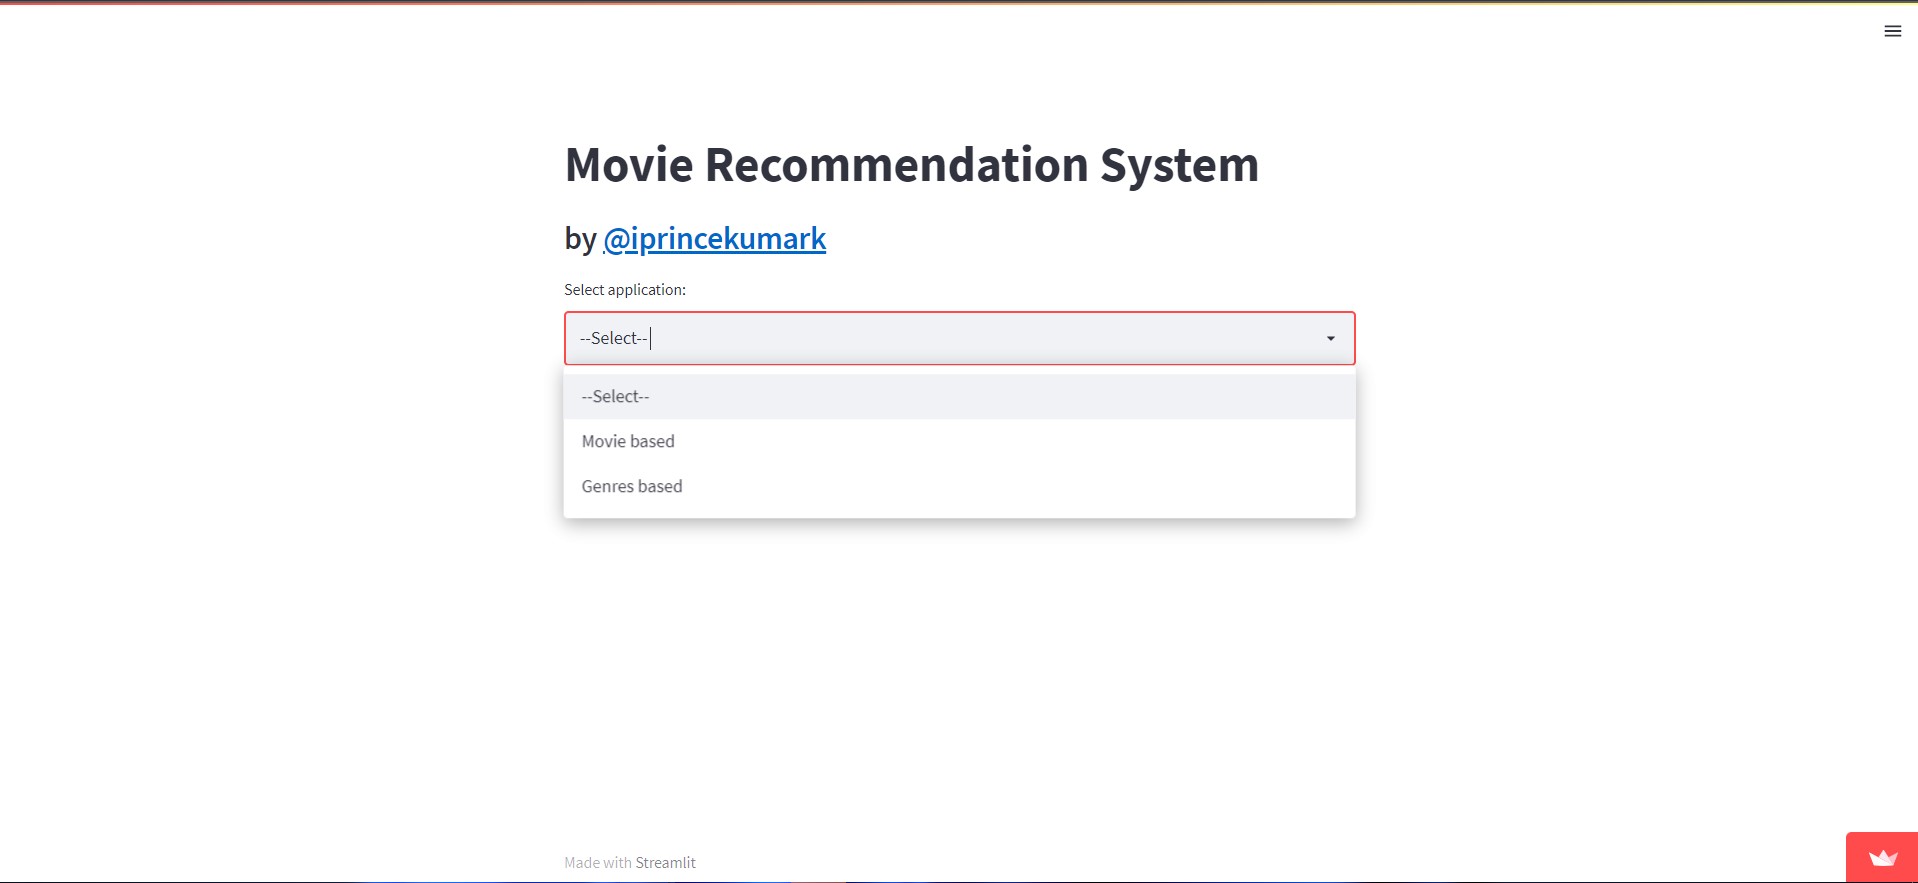 Movie Recommendation System
by @iprincekumark
Select application:
--Select--
--Select--
Movie based
Genres based
Made with Streamlit